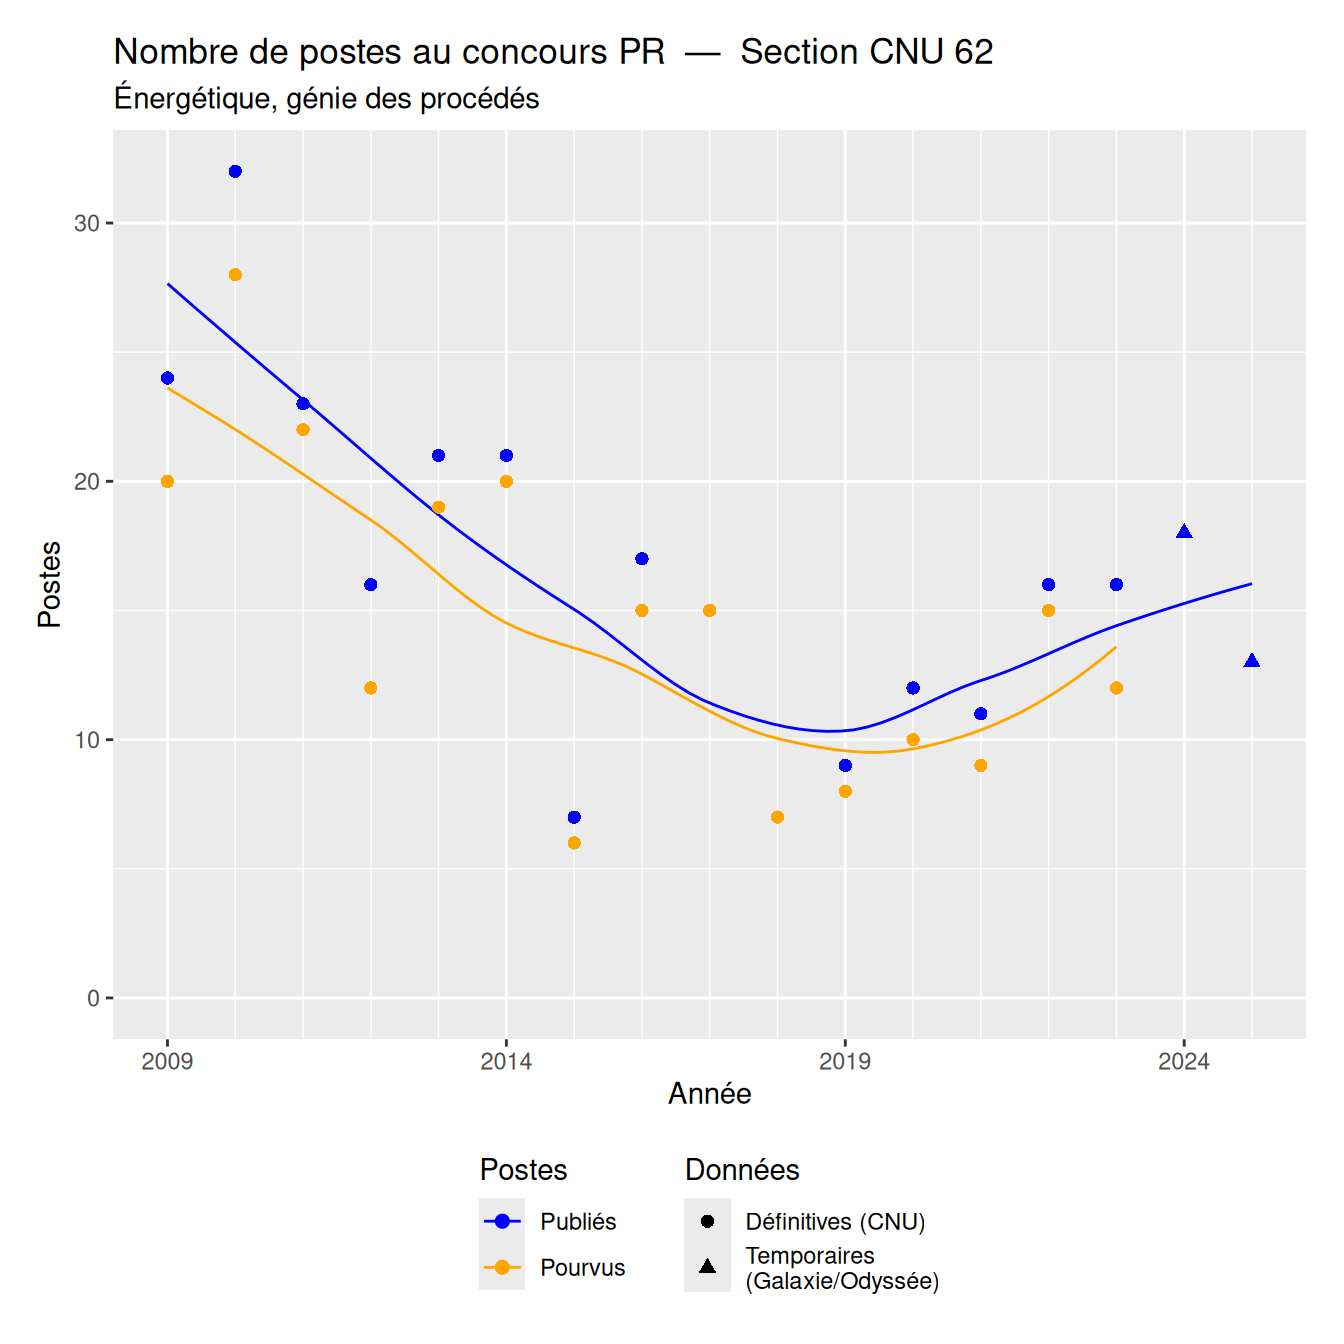 Nombre de postes au concours PR — Section CNU 62
Énergétique, génie des procédés
30
20
10
0
Postes
2009
2014
2019
2024
Année
Postes
Publiés
Pourvus
Données
Définitives (CNU)
Temporaires
(Galaxie/Odyssée)